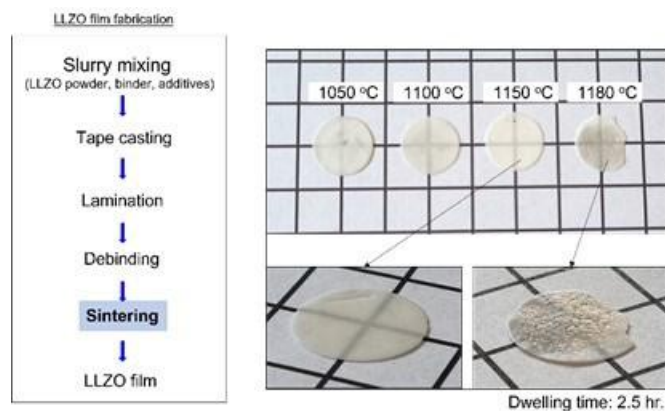 LLZO film fabrication
Slurry mixing
(LLZO powder, binder, additives)
Tape casting
Lamination
Debinding
Sintering
LLZO film
1050 °C
1100 °C
1150 °C
1180 °C
Dwelling time: 2.5 hr.